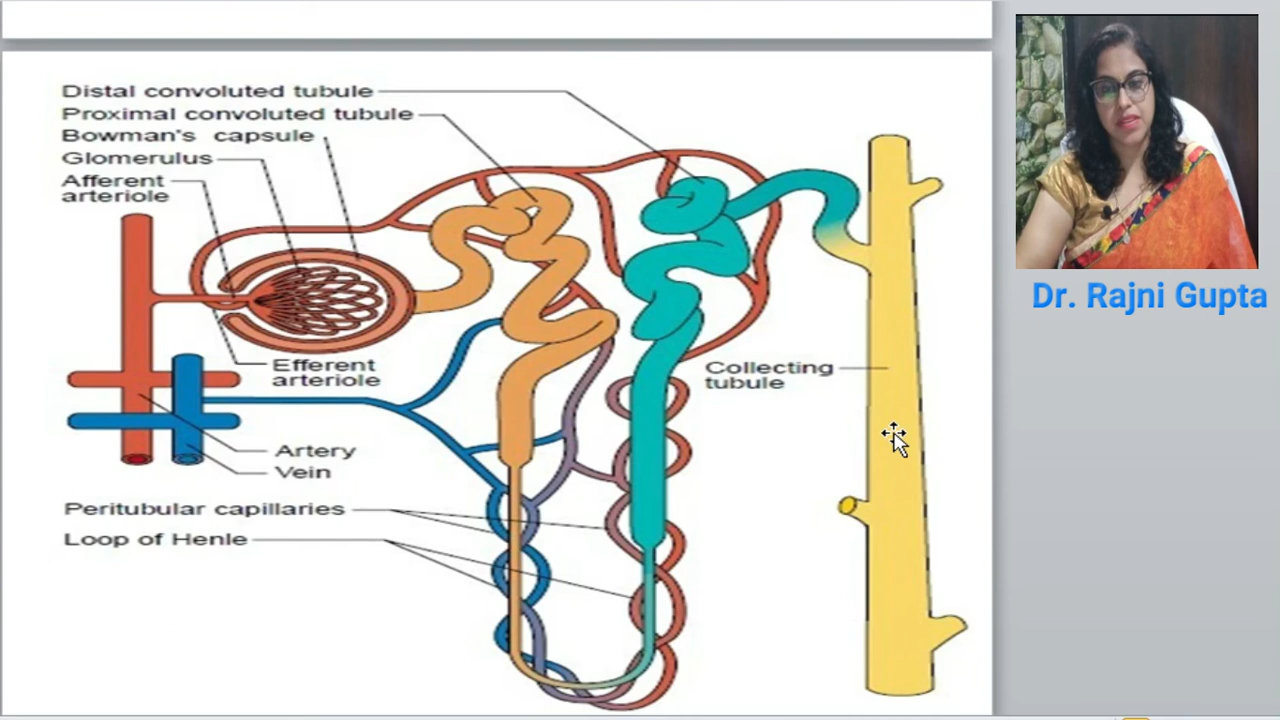 Distal convoluted tubule
Proximal convoluted tubule
Bowman's capsule
Glomerulus
Afferent
arteriole
Efferent
arteriole
Collecting
tubule
Artery
Vein
Peritubular capillaries
Loop of Henle
Dr. Rajni Gupta